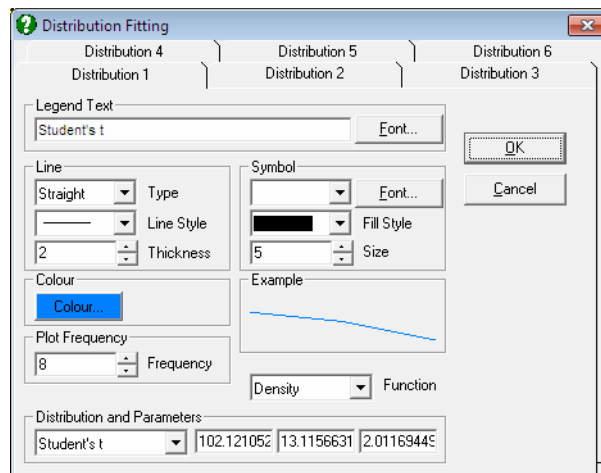 Distribution Fitting
Distribution 4 Distribution 5 Distribution 6
Distribution 1 Distribution 2 Distribution 3
Legend Text
Student's t Font...
OK
Line Symbol
Straight Type Font... Cancel
Line Style Fill Style
2 Thickness 5 Size
Colour Example
Colour...
Plot Frequency
8 Frequency
Density Function
Distribution and Parameters
Student's t 102.121052 13.1156631 2.01169449